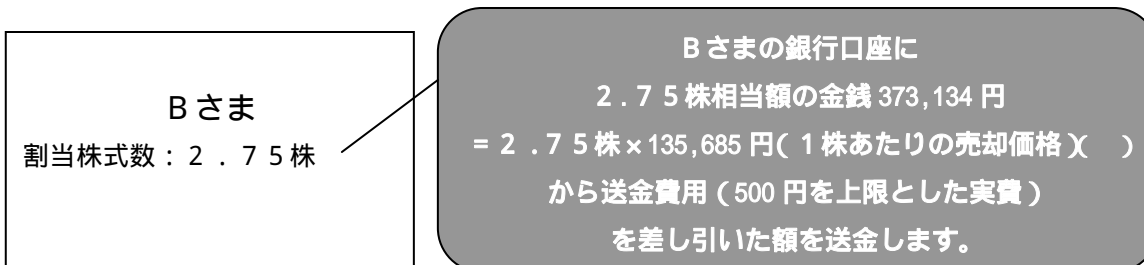 Ｂさま
割当株式数：２．７５株
Ｂさまの銀行口座に
２.７５株相当額の金銭 373,134 円
＝２.７５株×135,685 円(１株あたりの売却価格)(　)
から送金費用（500 円を上限とした実費）
を差し引いた額を送金します。